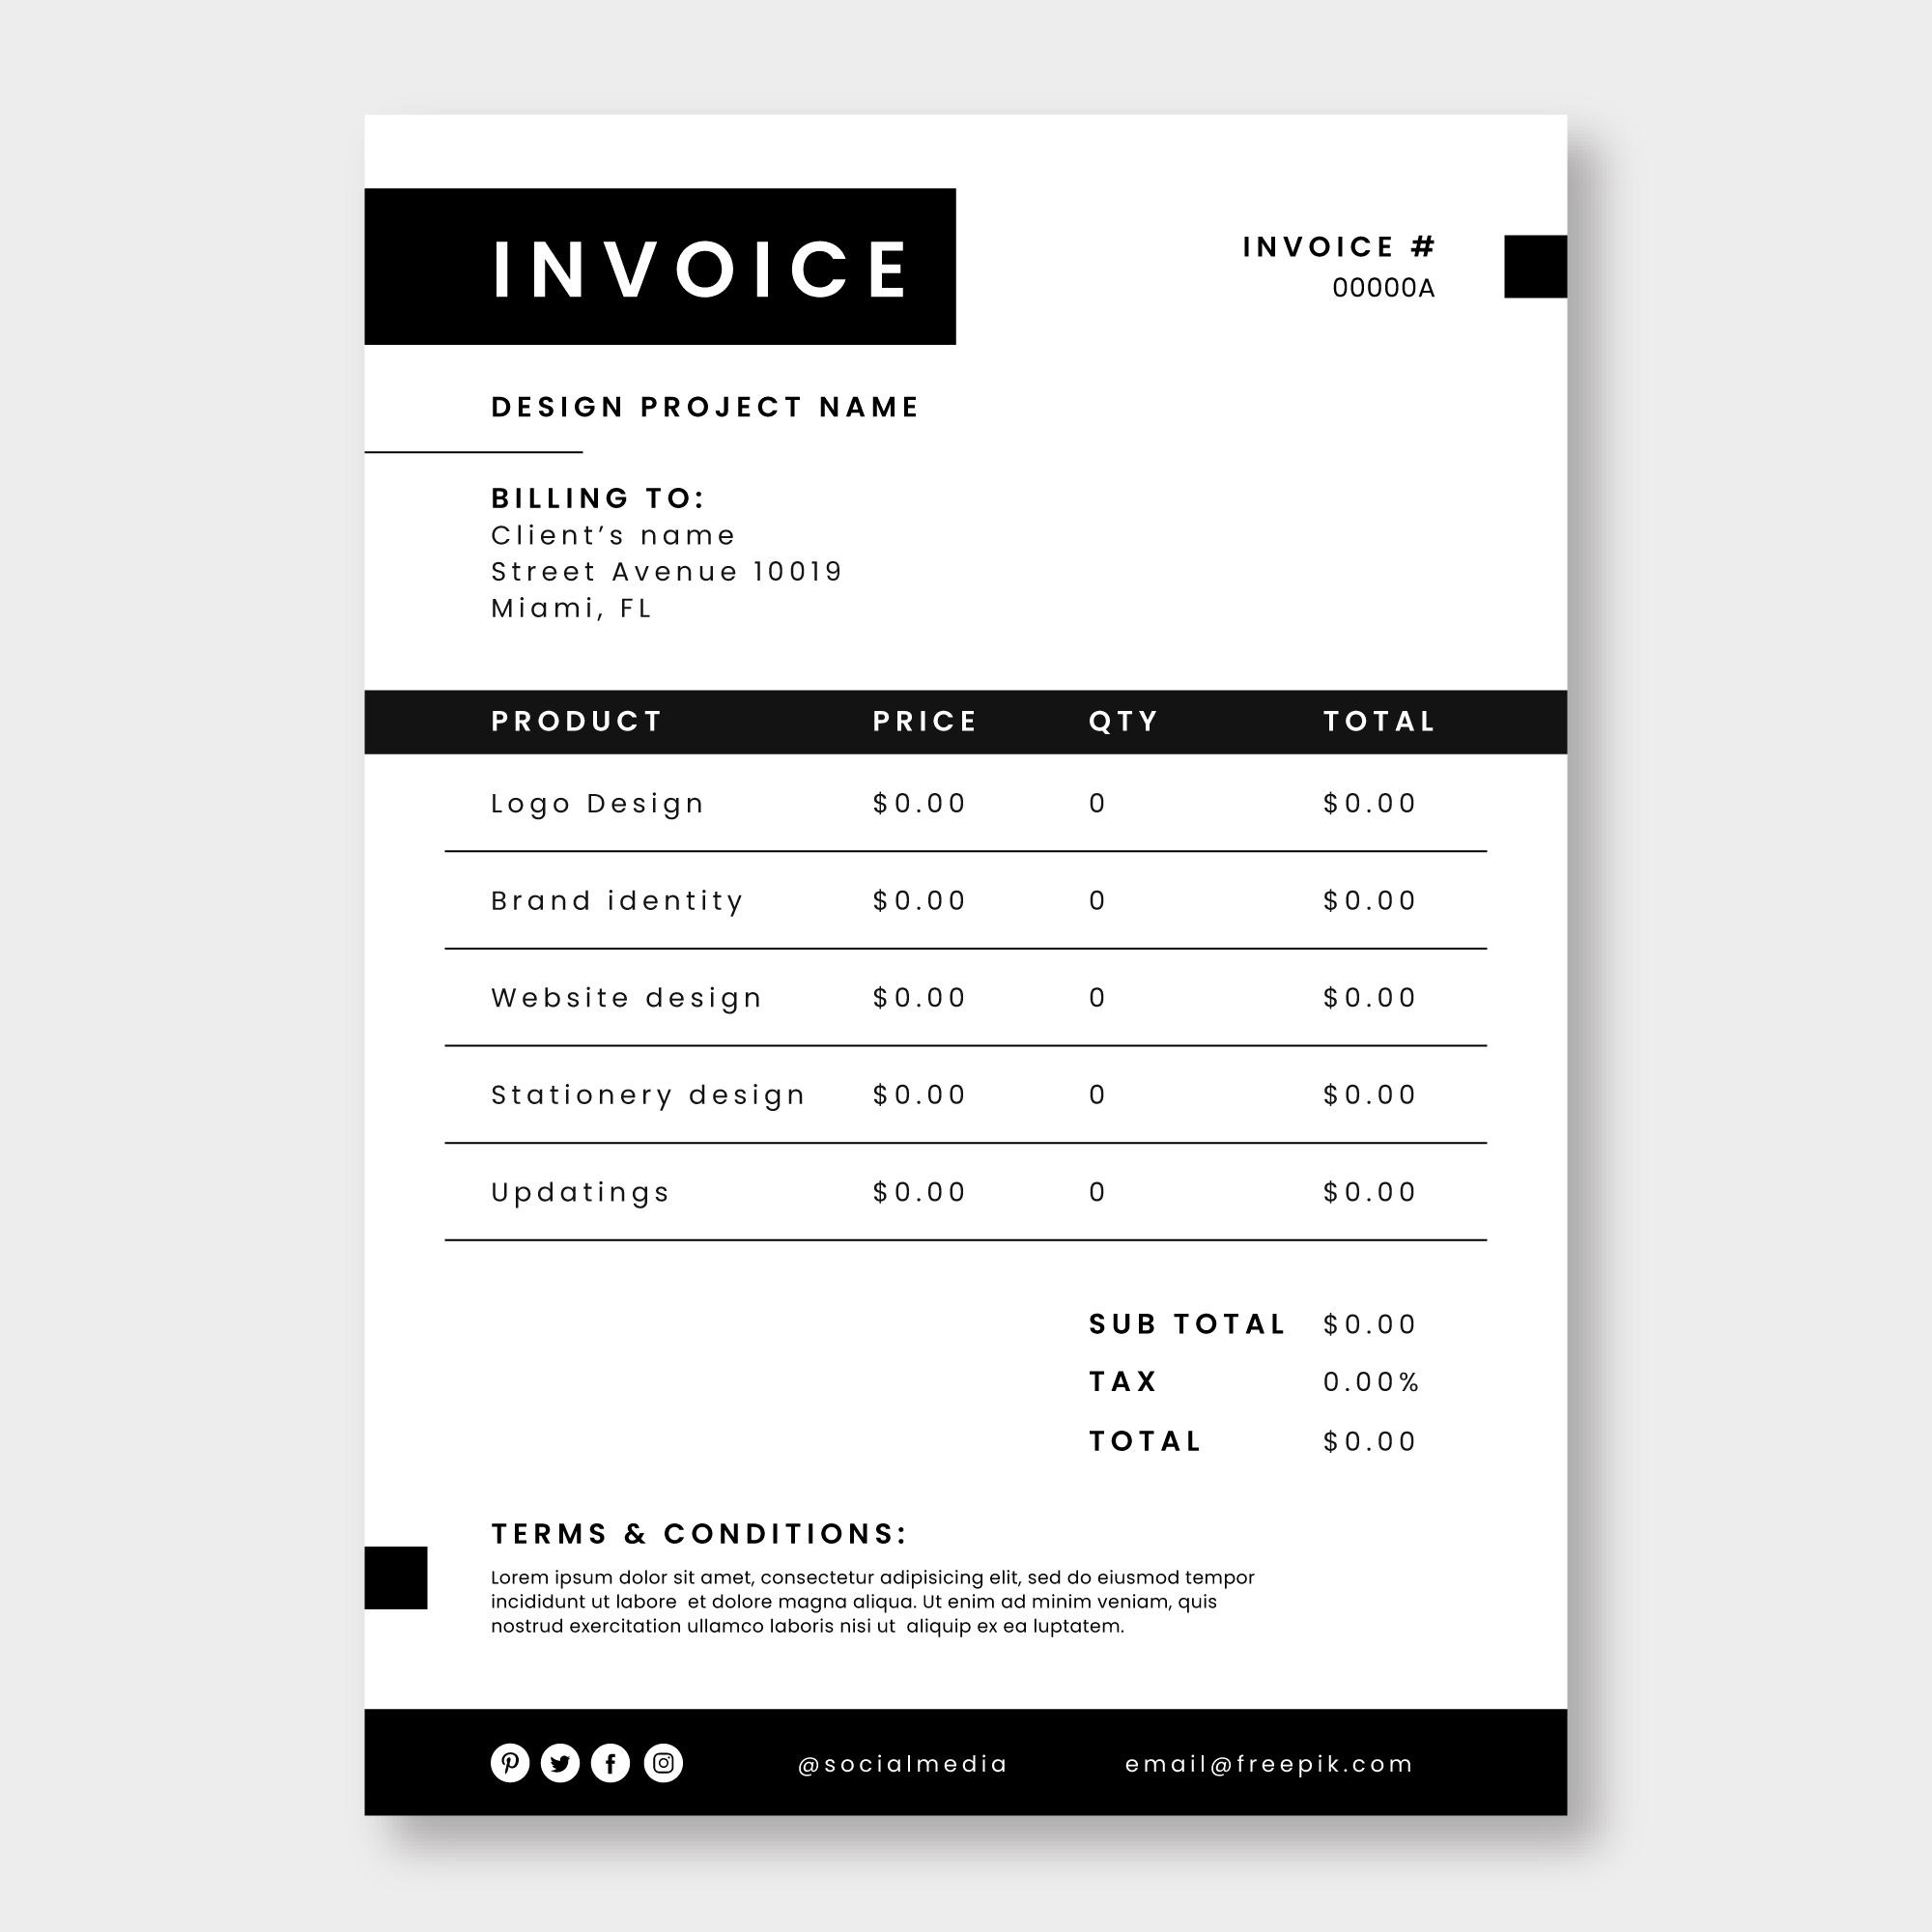 INVOICE
INVOICE #
00000A
DESIGN PROJECT NAME
BILLING TO:
Client’s name
Street Avenue 10019
Miami, FL
PRODUCT PRICE QTY TOTAL
Logo Design $0.00 0 $0.00
Brand identity $0.00 0 $0.00
Website design $0.00 0 $0.00
Stationery design $0.00 0 $0.00
Updatings $0.00 0 $0.00
SUB TOTAL $0.00
TAX 0.00%
TOTAL $0.00
TERMS & CONDITIONS:
Lorem ipsum dolor sit amet, consectetur adipisicing elit, sed do eiusmod tempor
incididunt ut labore  et dolore magna aliqua. Ut enim ad minim veniam, quis
nostrud exercitation ullamco laboris nisi ut  aliquip ex ea luptatem.
@socialmedia email@freepik.com